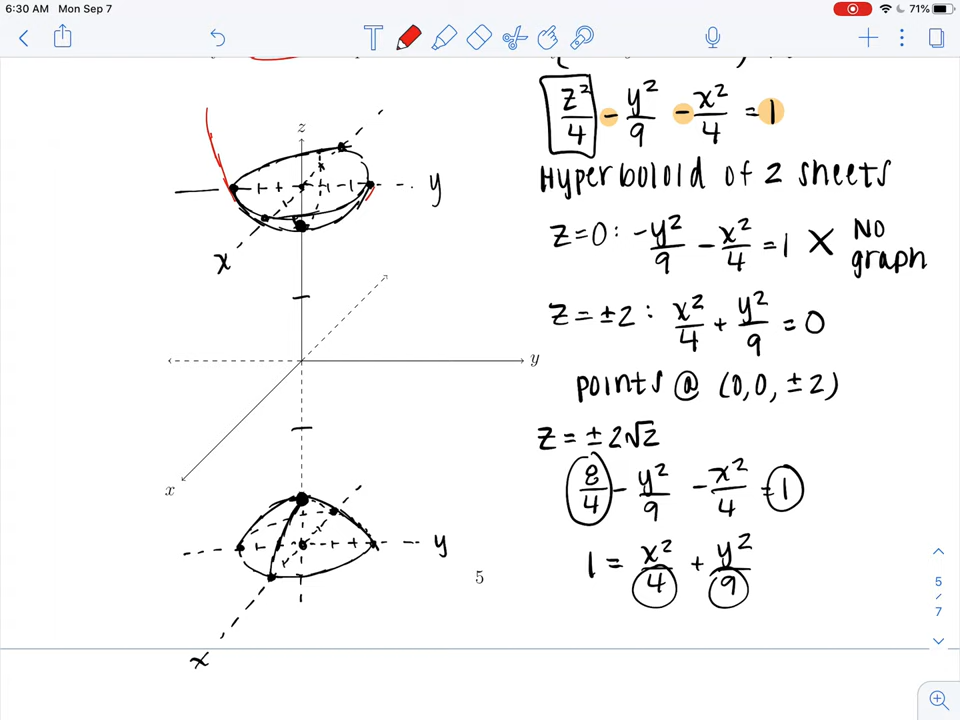 6:30 AM Mon Sep 7
71%
T
z²/4 − y²/9 − x²/4 = 1
Hyperboloid of 2 sheets
z=0: −y²/9 − x²/4 = 1 X No graph
z = ±2: x²/4 + y²/9 = 0
points @ (0,0, ±2)
z = ±2√2
8/4 − y²/9 − x²/4 = 1
1 = x²/4 + y²/9
z
y
x
y
x
y
x
5
5
/
7